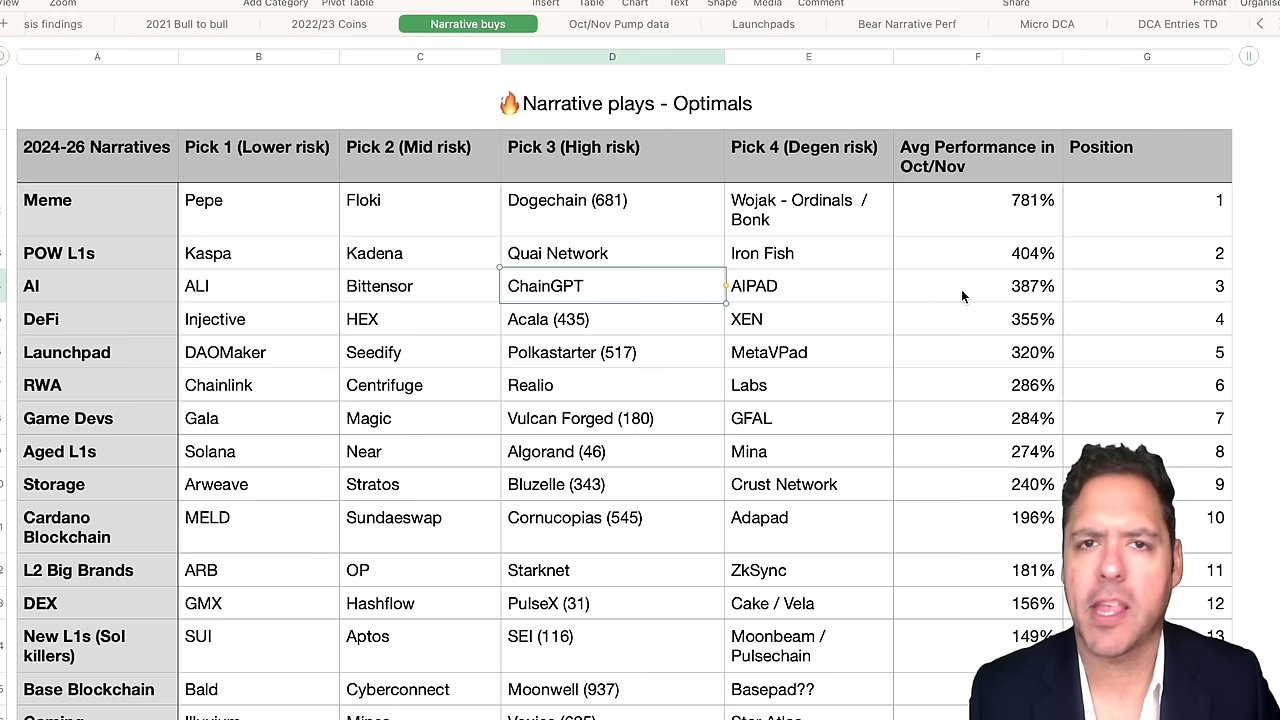 View Zoom Add Category Pivot Table Insert Table Chart Text Shape Media Comment Share Format Organise
sis findings 2021 Bull to bull 2022/23 Coins Narrative buys Oct/Nov Pump data Launchpads Bear Narrative Perf Micro DCA DCA Entries TD
A B C D E F G
🔥Narrative plays - Optimals
2024-26 Narratives Pick 1 (Lower risk) Pick 2 (Mid risk) Pick 3 (High risk) Pick 4 (Degen risk) Avg Performance in Position
Oct/Nov
Meme Pepe Floki Dogechain (681) Wojak - Ordinals / 781% 1
Bonk
POW L1s Kaspa Kadena Quai Network Iron Fish 404% 2
AI ALI Bittensor ChainGPT AIPAD 387% 3
DeFi Injective HEX Acala (435) XEN 355% 4
Launchpad DAOMaker Seedify Polkastarter (517) MetaVPad 320% 5
RWA Chainlink Centrifuge Realio Labs 286% 6
Game Devs Gala Magic Vulcan Forged (180) GFAL 284% 7
Aged L1s Solana Near Algorand (46) Mina 274% 8
Storage Arweave Stratos Bluzelle (343) Crust Network 240% 9
Cardano MELD Sundaeswap Cornucopias (545) Adapad 196% 10
Blockchain
L2 Big Brands ARB OP Starknet ZkSync 181% 11
DEX GMX Hashflow PulseX (31) Cake / Vela 156% 12
New L1s (Sol SUI Aptos SEI (116) Moonbeam / 149% 13
killers) Pulsechain
Base Blockchain Bald Cyberconnect Moonwell (937) Basepad??